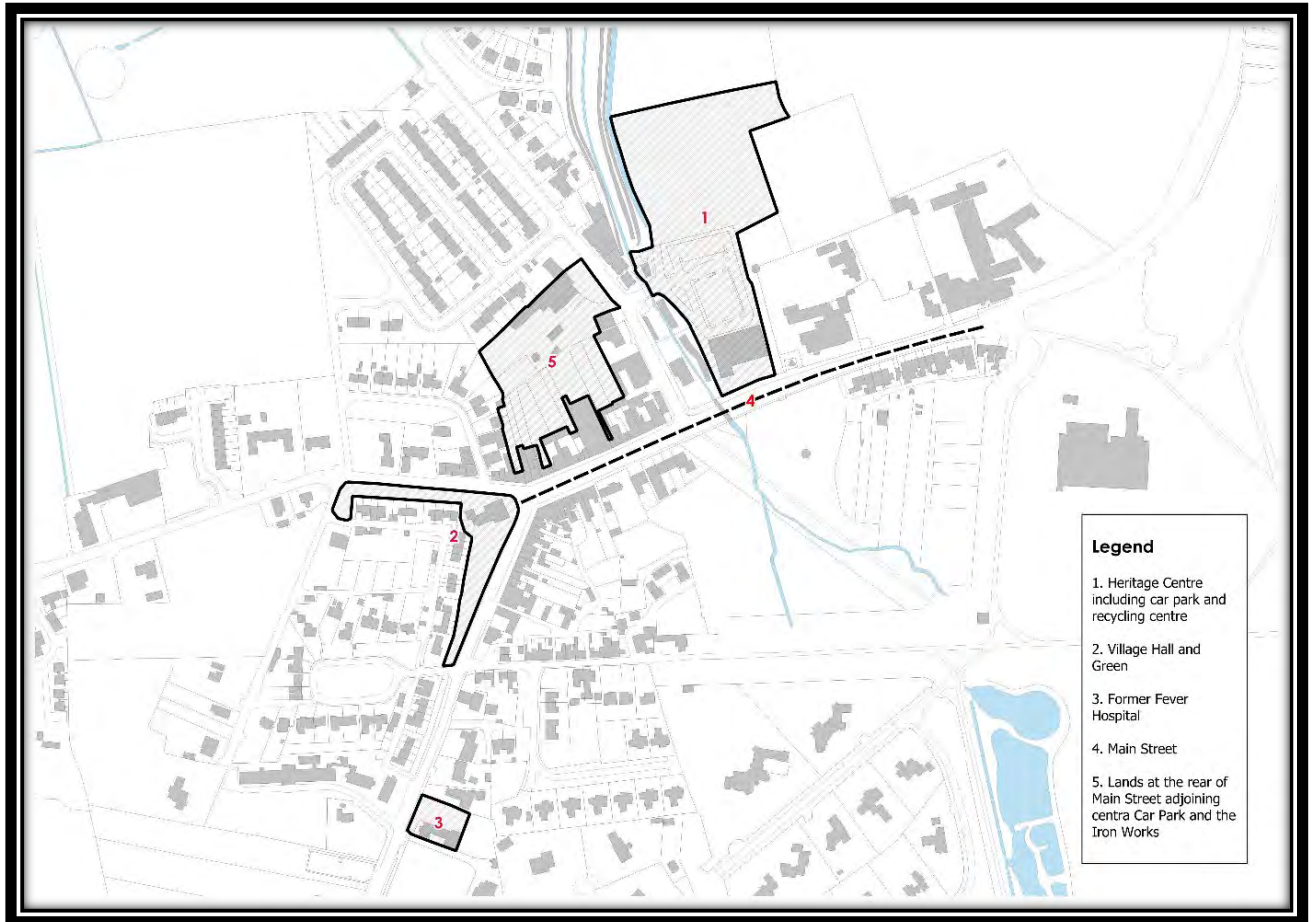 1
5
4
2
3
Legend
1. Heritage Centre
including car park and
recycling centre
2. Village Hall and
Green
3. Former Fever
Hospital
4. Main Street
5. Lands at the rear of
Main Street adjoining
centra Car Park and the
Iron Works